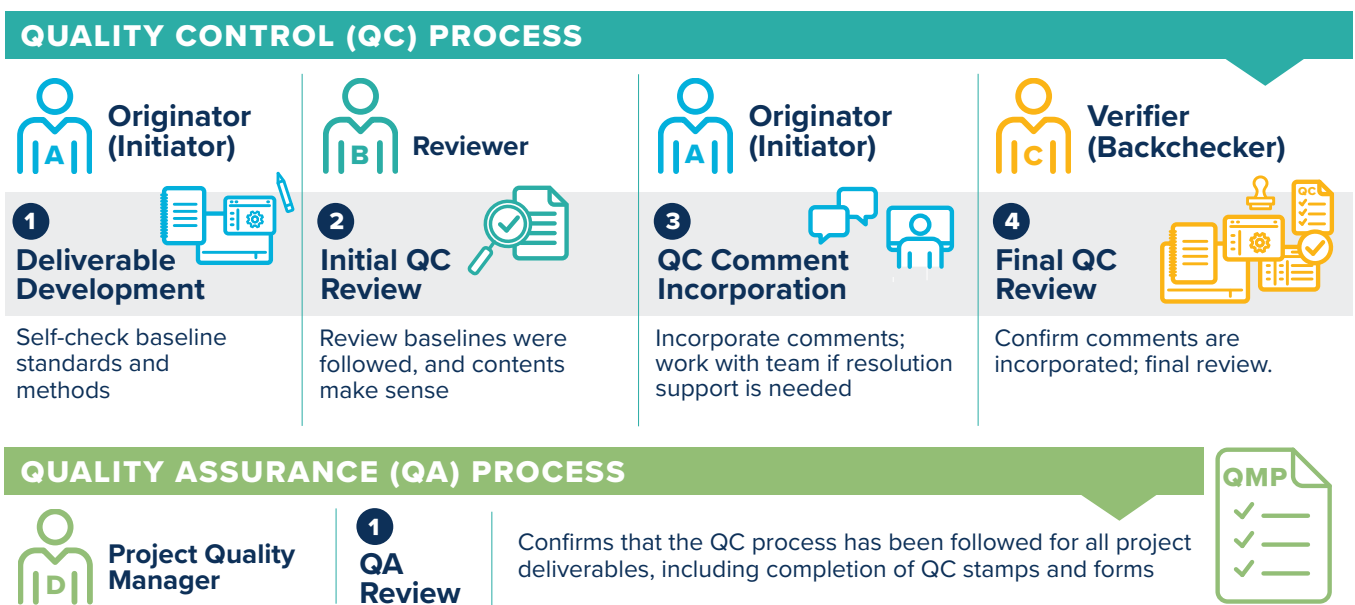 QUALITY CONTROL (QC) PROCESS
A
Originator
(Initiator)
1
Deliverable
Development
Self-check baseline
standards and
methods
B
Reviewer
2
Initial QC
Review
Review baselines were
followed, and contents
make sense
A
Originator
(Initiator)
3
QC Comment
Incorporation
Incorporate comments;
work with team if resolution
support is needed
C
Verifier
(Backchecker)
QC
4
Final QC
Review
Confirm comments are
incorporated; final review.
QUALITY ASSURANCE (QA) PROCESS
QMP
D
Project Quality
Manager
1
QA
Review
Confirms that the QC process has been followed for all project
deliverables, including completion of QC stamps and forms